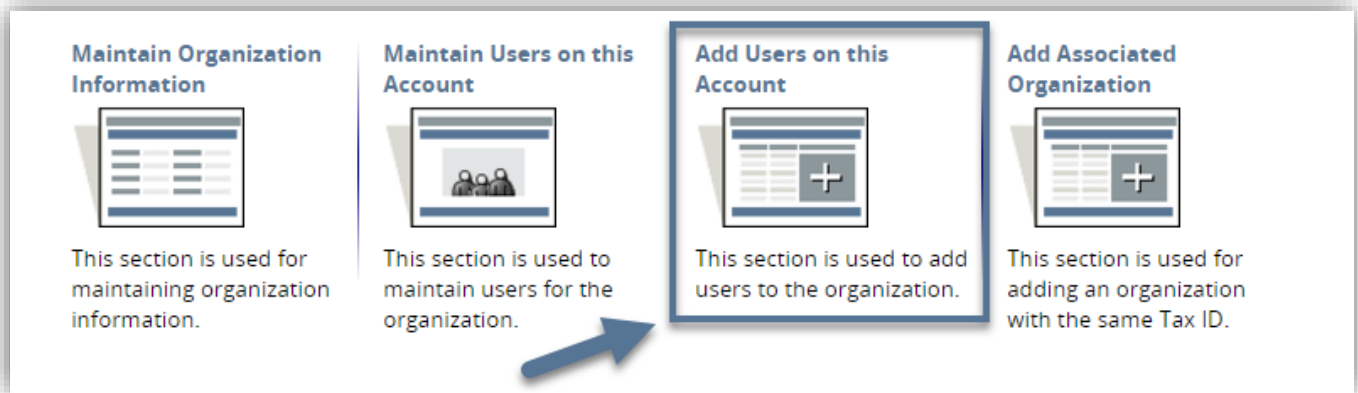 Maintain Organization
Information
This section is used for
maintaining organization
information.
Maintain Users on this
Account
This section is used to
maintain users for the
organization.
Add Users on this
Account
This section is used to add
users to the organization.
Add Associated
Organization
This section is used for
adding an organization
with the same Tax ID.